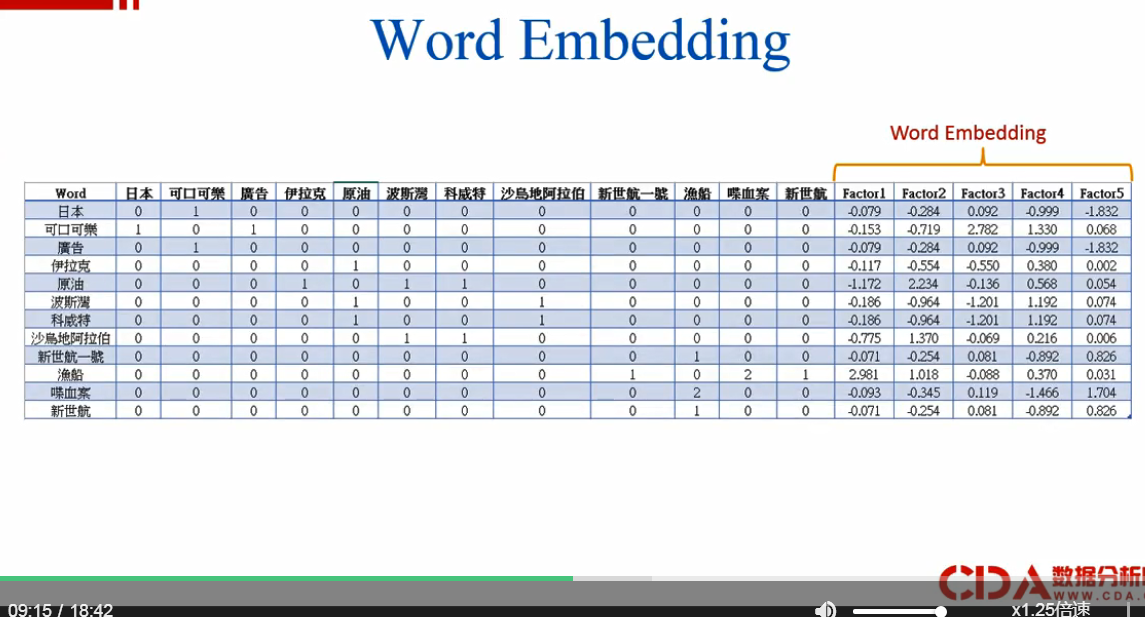 Word Embedding
Word Embedding
Word 日本 可口可樂 廣告 伊拉克 原油 波斯灣 科威特 沙烏地阿拉伯 新世航一號 漁船 喋血案 新世航 Factor1 Factor2 Factor3 Factor4 Factor5
日本 0 1 0 0 0 0 0 0 0 0 0 0 -0.079 -0.284 0.092 -0.999 -1.832
可口可樂 1 0 1 0 0 0 0 0 0 0 0 0 -0.153 -0.719 2.782 1.330 0.068
廣告 0 1 0 0 0 0 0 0 0 0 0 0 -0.079 -0.284 0.092 -0.999 -1.832
伊拉克 0 0 0 0 1 0 0 0 0 0 0 0 -0.117 -0.554 -0.550 0.380 0.002
原油 0 0 0 1 0 1 1 0 0 0 0 0 -1.172 2.234 -0.136 0.568 0.054
波斯灣 0 0 0 0 1 0 0 1 0 0 0 0 -0.186 -0.964 -1.201 1.192 0.074
科威特 0 0 0 0 1 0 0 1 0 0 0 0 -0.186 -0.964 -1.201 1.192 0.074
沙烏地阿拉伯 0 0 0 0 0 1 1 0 0 0 0 0 -0.775 1.370 -0.069 0.216 0.006
新世航一號 0 0 0 0 0 0 0 0 0 1 0 0 -0.071 -0.254 0.081 -0.892 0.826
漁船 0 0 0 0 0 0 0 0 1 0 2 1 2.981 1.018 -0.088 0.370 0.031
喋血案 0 0 0 0 0 0 0 0 0 2 0 0 -0.093 -0.345 0.119 -1.466 1.704
新世航 0 0 0 0 0 0 0 0 0 1 0 0 -0.071 -0.254 0.081 -0.892 0.826
CDA 数据分析
WWW.CDA.
09:15 / 18:42 x1.25倍速